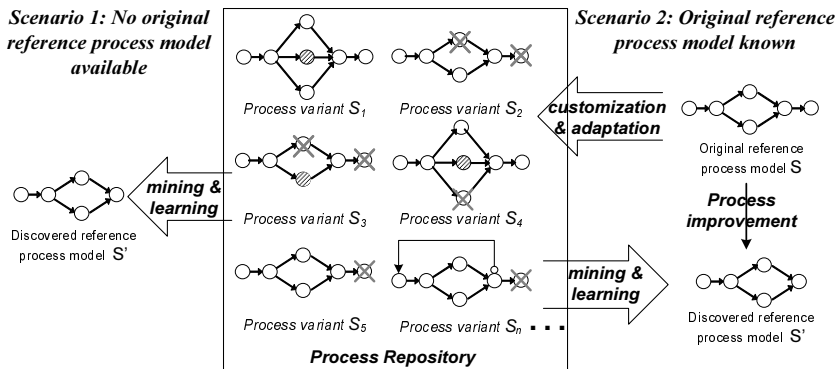 Scenario 1: No original
reference process model
available
Discovered reference
process model S'
mining &
learning
Process variant S1
Process variant S2
Process variant S3
Process variant S4
Process variant S5
Process variant Sn
. . .
Process Repository
Scenario 2: Original reference
process model known
customization
& adaptation
Original reference
process model S
Process
improvement
mining &
learning
Discovered reference
process model S'